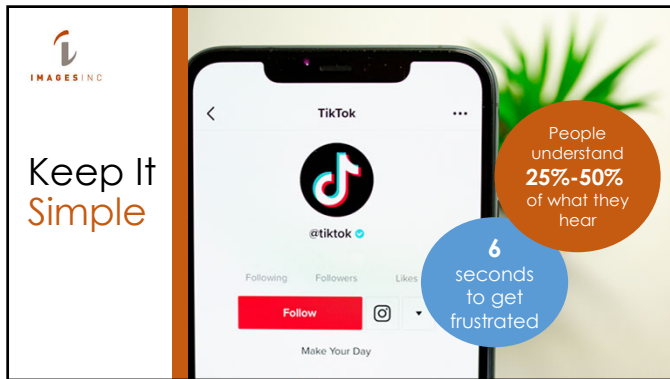 IMAGESINC
Keep It
Simple
TikTok
@tiktok
Following Followers Likes
Follow
Make Your Day
People
understand
25%-50%
of what they
hear
6
seconds
to get
frustrated